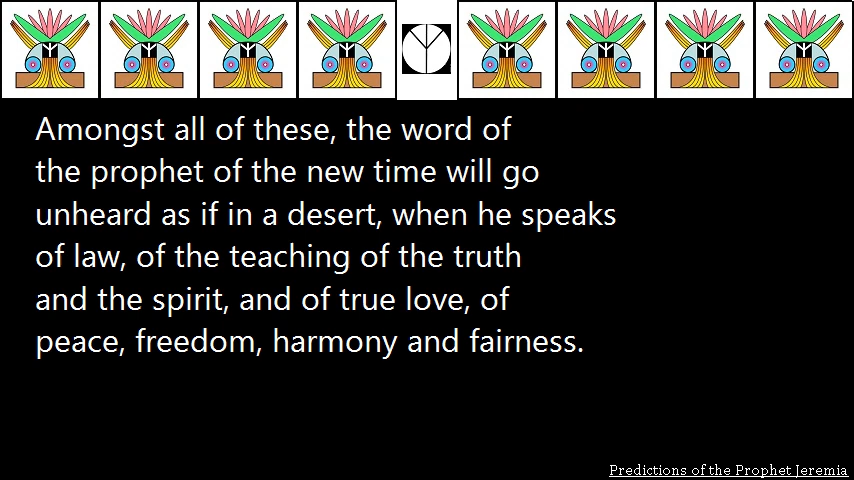 Amongst all of these, the word of
the prophet of the new time will go
unheard as if in a desert, when he speaks
of law, of the teaching of the truth
and the spirit, and of true love, of
peace, freedom, harmony and fairness.
Predictions of the Prophet Jeremia